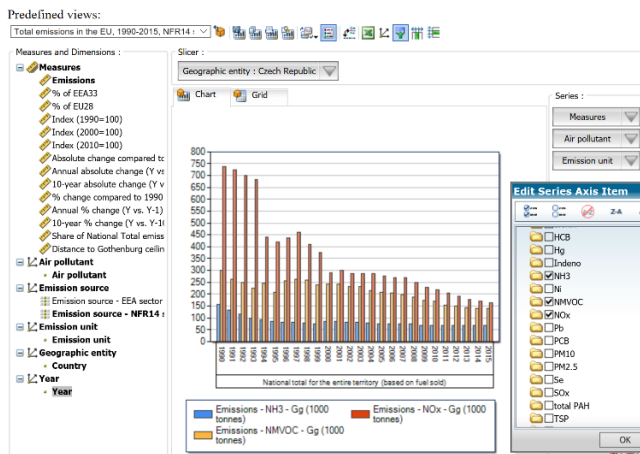 Predefined views:
Total emissions in the EU, 1990-2015, NFR14 :
Measures and Dimensions :
Measures
Emissions
% of EEA33
% of EU28
Index (1990=100)
Index (2000=100)
Index (2010=100)
Absolute change compared to
Annual absolute change (Y vs
10-year absolute change (Y v
% change compared to 1990
Annual % change (Y vs. Y-1)
10-year % change (Y vs. Y-10
Share of National Total emiss
Distance to Gothenburg ceilin
Air pollutant
Air pollutant
Emission source
Emission source - EEA sector
Emission source - NFR14 s
Emission unit
Emission unit
Geographic entity
Country
Year
Year
Slicer :
Geographic entity : Czech Republic
Chart Grid
800
750
700
650
600
550
500
450
400
350
300
250
200
150
100
50
0
1990 1991 1992 1993 1994 1995 1996 1997 1998 1999 2000 2001 2002 2003 2004 2005 2006 2007 2008 2009 2010 2011 2012 2013 2014 2015
National total for the entire territory (based on fuel sold)
Emissions - NH3 - Gg (1000 tonnes)
Emissions - NOx - Gg (1000 tonnes)
Emissions - NMVOC - Gg (1000 tonnes)
Series :
Measures
Air pollutant
Emission unit
Edit Series Axis Item
Z-A
HCB
Hg
Indeno
NH3
Ni
NMVOC
NOx
Pb
PCB
PM10
PM2.5
Se
SOx
total PAH
TSP
OK